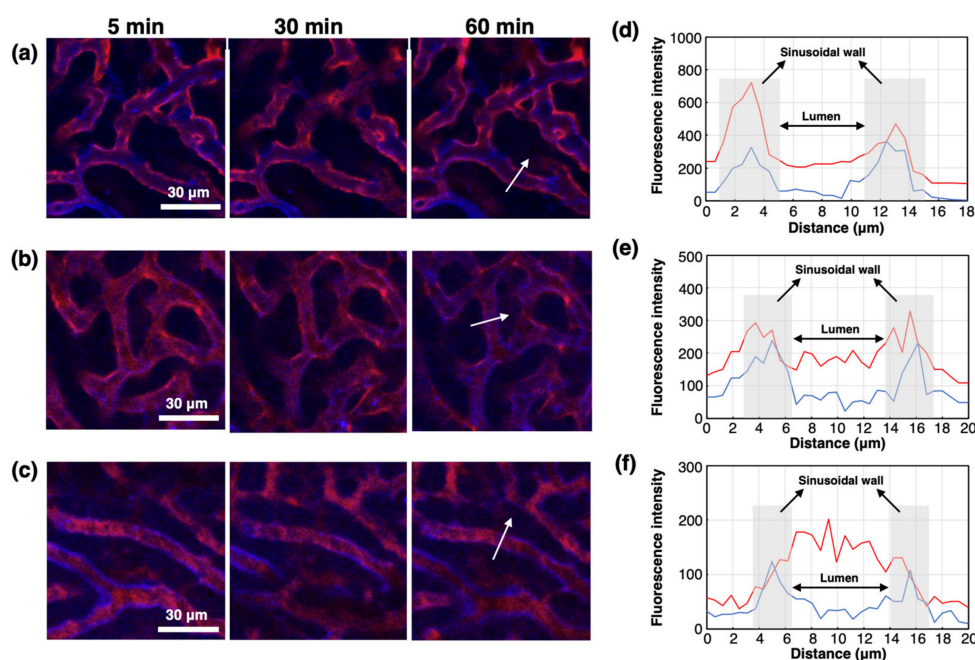 5 min 30 min 60 min
(a)
30 µm
(b)
30 µm
(c)
30 µm
(d)
Fluorescence intensity
1000
800
600
400
200
0
Sinusoidal wall
Lumen
0 2 4 6 8 10 12 14 16 18
Distance (µm)
(e)
Fluorescence intensity
500
400
300
200
100
0
Sinusoidal wall
Lumen
0 2 4 6 8 10 12 14 16 18 20
Distance (µm)
(f)
Fluorescence intensity
300
200
100
0
Sinusoidal wall
Lumen
0 2 4 6 8 10 12 14 16 18 20
Distance (µm)